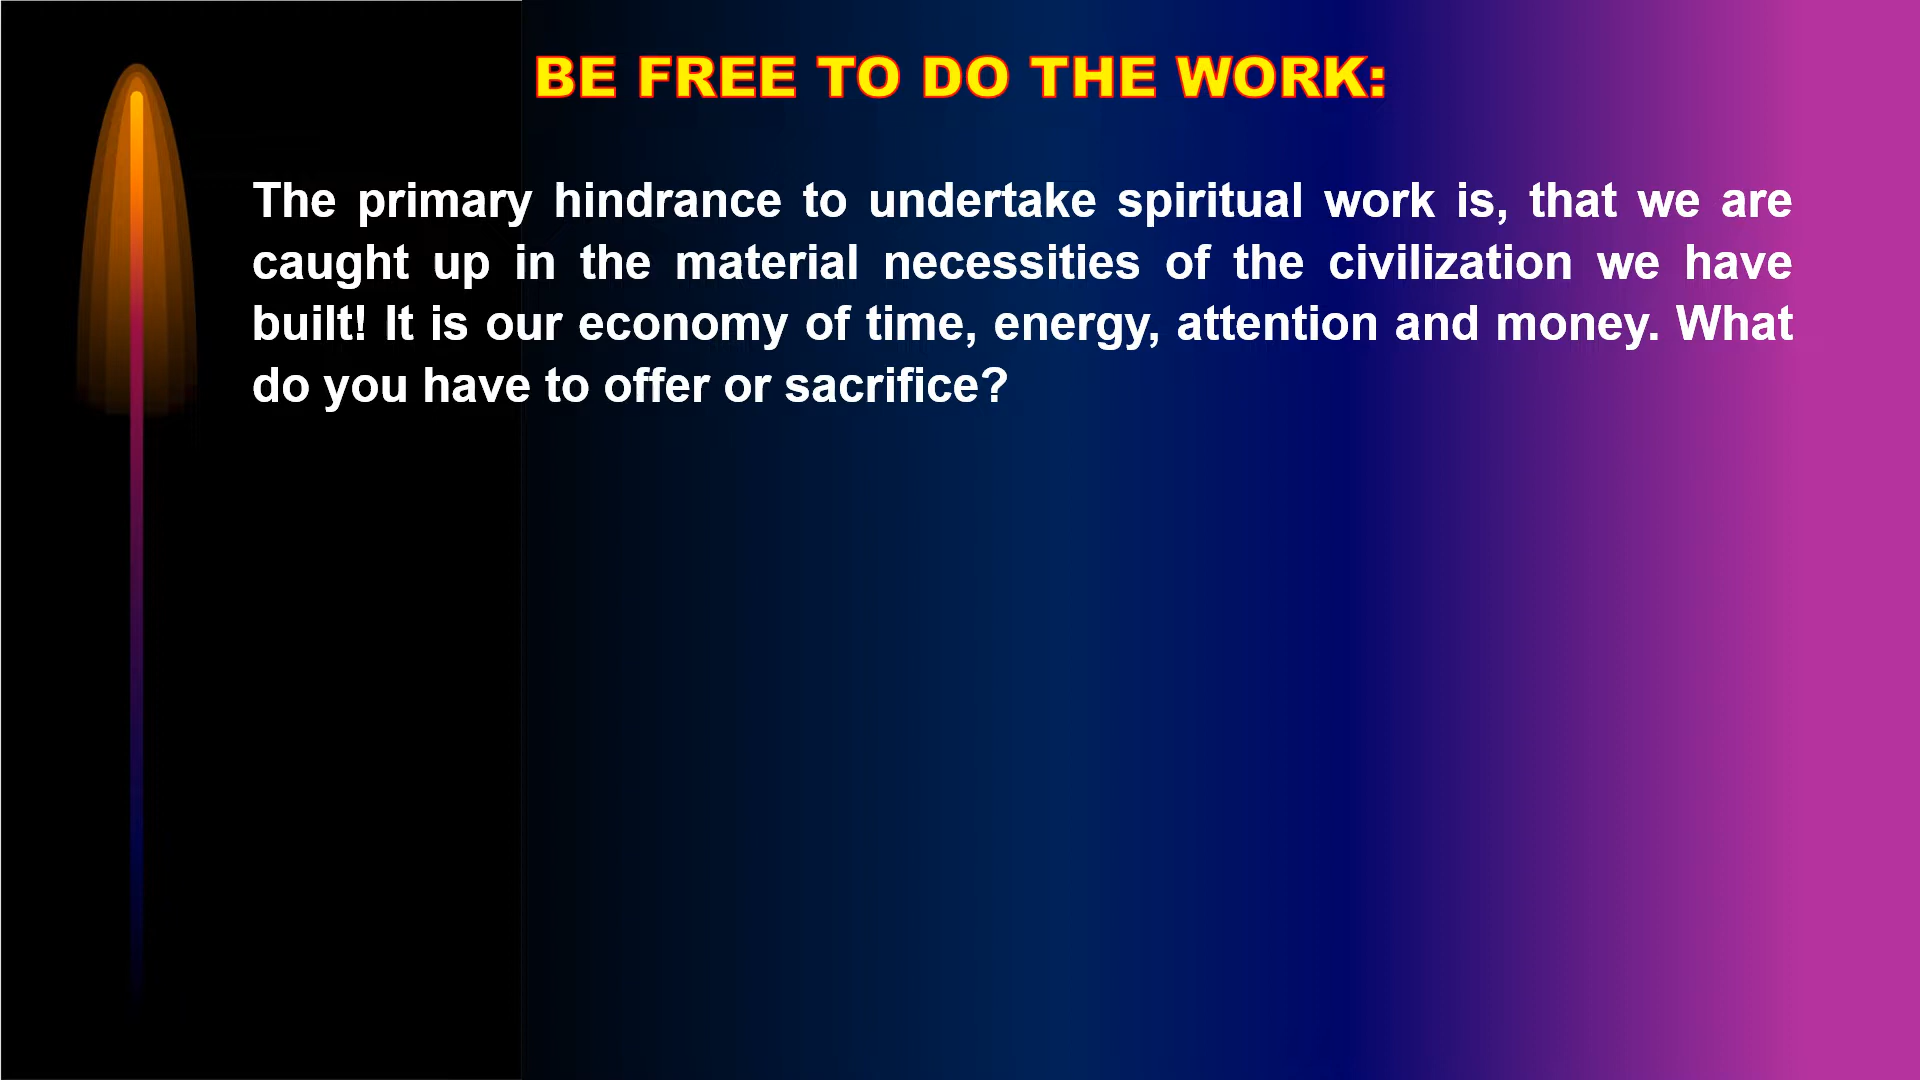 BE FREE TO DO THE WORK:
The primary hindrance to undertake spiritual work is, that we are
caught up in the material necessities of the civilization we have
built! It is our economy of time, energy, attention and money. What
do you have to offer or sacrifice?